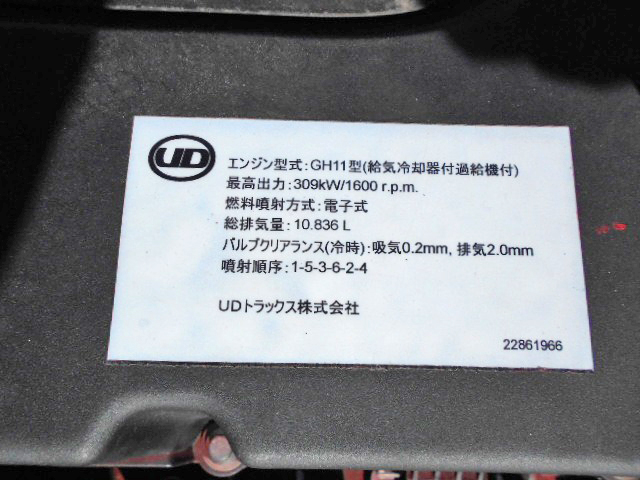 UD
エンジン型式:GH11型(給気冷却器付過給機付)
最高出力:309kW/1600 r.p.m.
燃料噴射方式:電子式
総排気量:10.836 L
バルブクリアランス(冷時):吸気0.2mm, 排気2.0mm
噴射順序:1-5-3-6-2-4
UDトラックス株式会社
22861966